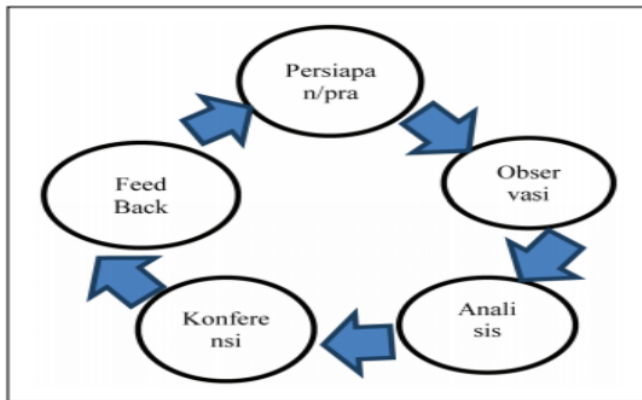 Persiapa
n/pra
Obser
vasi
Anali
sis
Konfere
nsi
Feed
Back